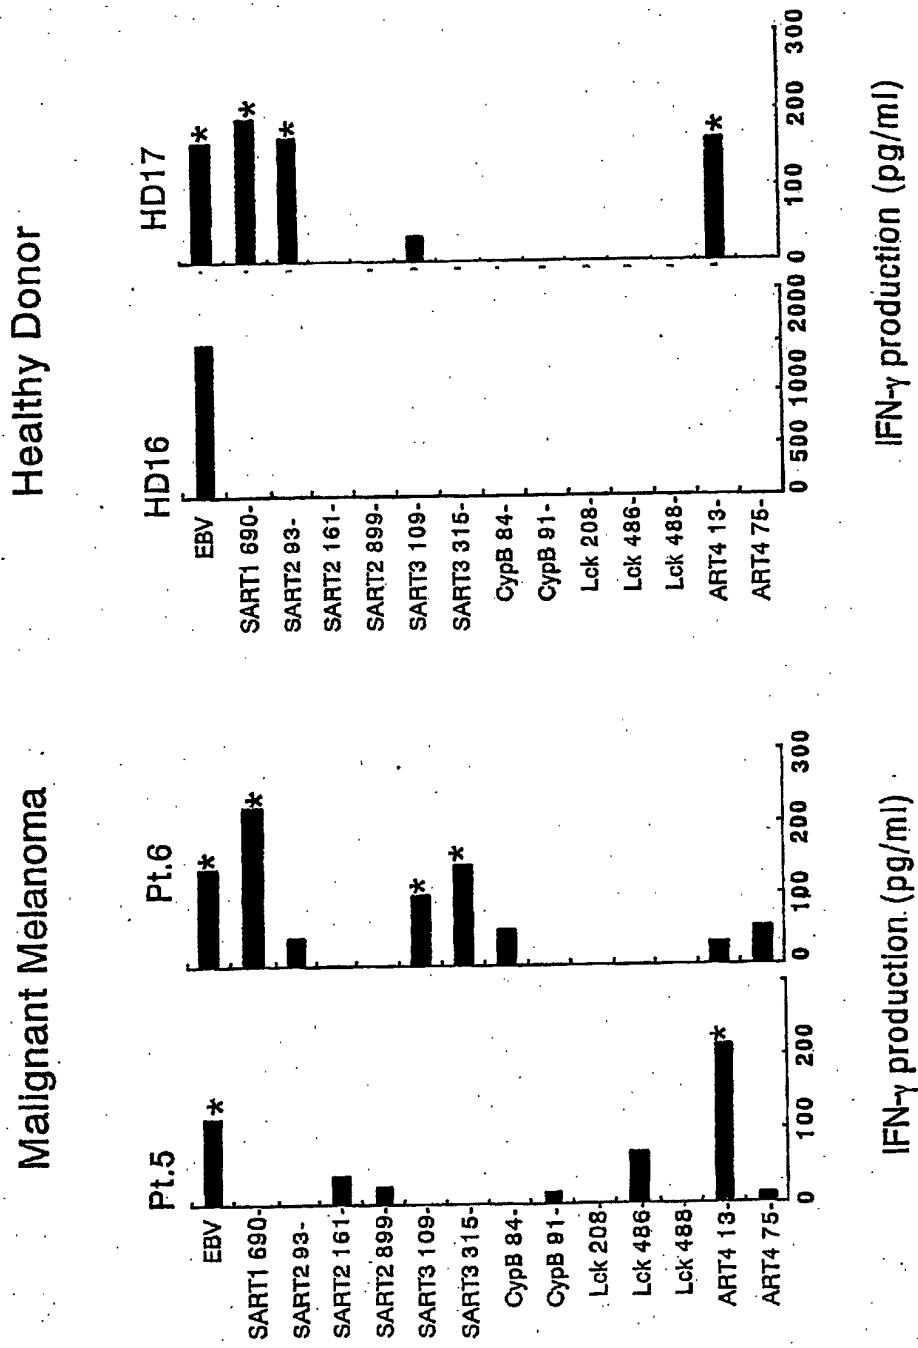 Malignant Melanoma
Pt.5
Pt.6
EBV
SART1 690-
SART2 93-
SART2 161-
SART2 899-
SART3 109-
SART3 315-
CypB 84-
CypB 91-
Lck 208-
Lck 486-
Lck 488-
ART4 13-
ART4 75-
* *
* * * *
0 100 200
0 100 200 300
IFN-γ production (pg/ml)
Healthy Donor
HD16
HD17
EBV
SART1 690-
SART2 93-
SART2 161-
SART2 899-
SART3 109-
SART3 315-
CypB 84-
CypB 91-
Lck 208-
Lck 486-
Lck 488-
ART4 13-
ART4 75-
* * * *
0 500 1000 2000
0 100 200 300
IFN-γ production (pg/ml)